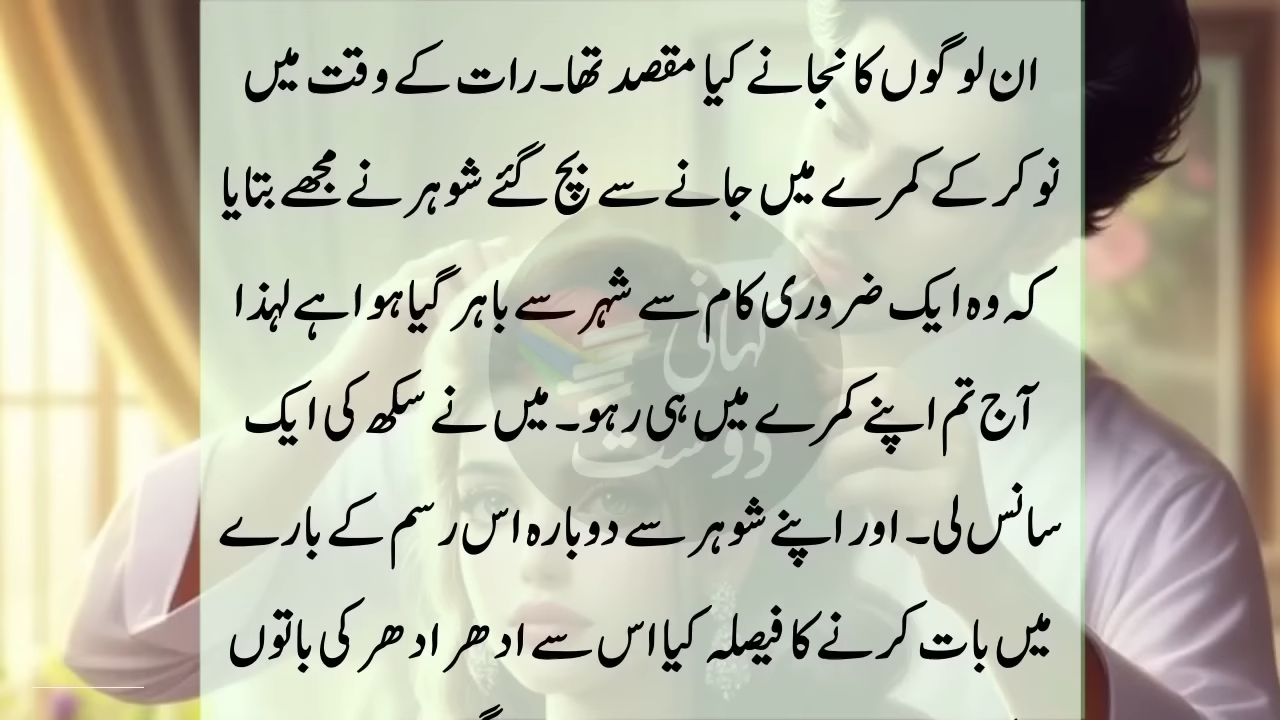 ان لوگوں کا نجانے کیا مقصد تھا۔رات کے وقت میں
نوکر کے کمرے میں جانے سے بچ گئے شوہر نے مجھے بتایا
کہ وہ ایک ضروری کام سے شہر سے باہر گیا ہوا ہے لہذا
آج تم اپنے کمرے میں ہی رہو۔ میں نے سکھ کی ایک
سانس لی۔ اور اپنے شوہر سے دوبارہ اس رسم کے بارے
میں بات کرنے کا فیصلہ کیا اس سے ادھر ادھر کی باتوں
کہانی
دوست